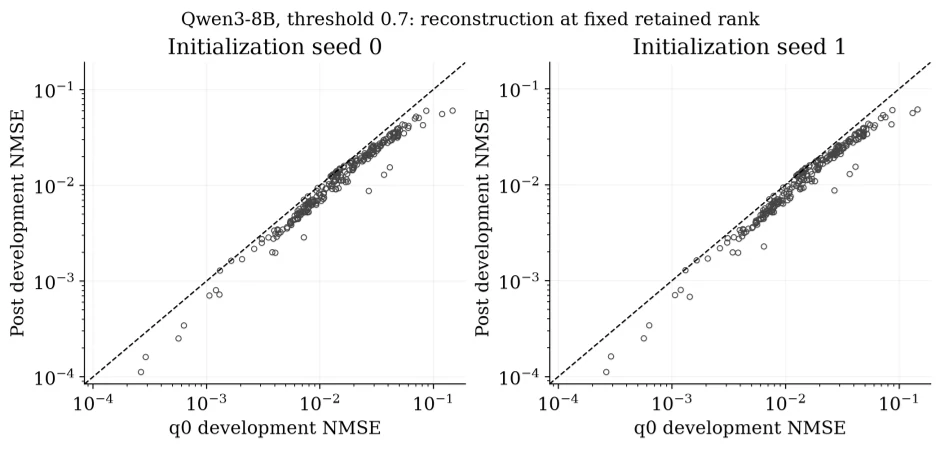 Qwen3-8B, threshold 0.7: reconstruction at fixed retained rank
Initialization seed 0
Initialization seed 1
Post development NMSE
10⁻¹
10⁻²
10⁻³
10⁻⁴
10⁻⁴ 10⁻³ 10⁻² 10⁻¹
q0 development NMSE
Post development NMSE
10⁻¹
10⁻²
10⁻³
10⁻⁴
10⁻⁴ 10⁻³ 10⁻² 10⁻¹
q0 development NMSE